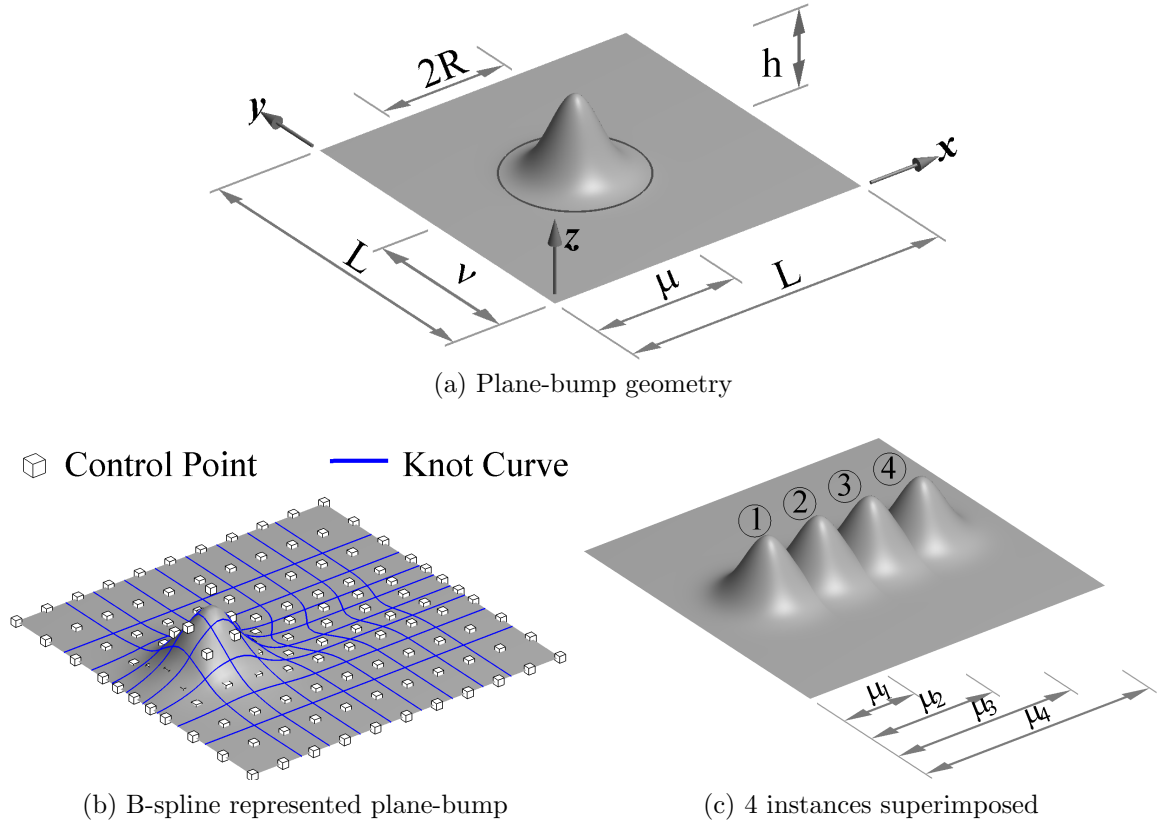 2R
h
y
x
L
ν
z
μ
L
(a) Plane-bump geometry
Control Point
Knot Curve
1
2
3
4
μ1
μ2
μ3
μ4
(b) B-spline represented plane-bump
(c) 4 instances superimposed